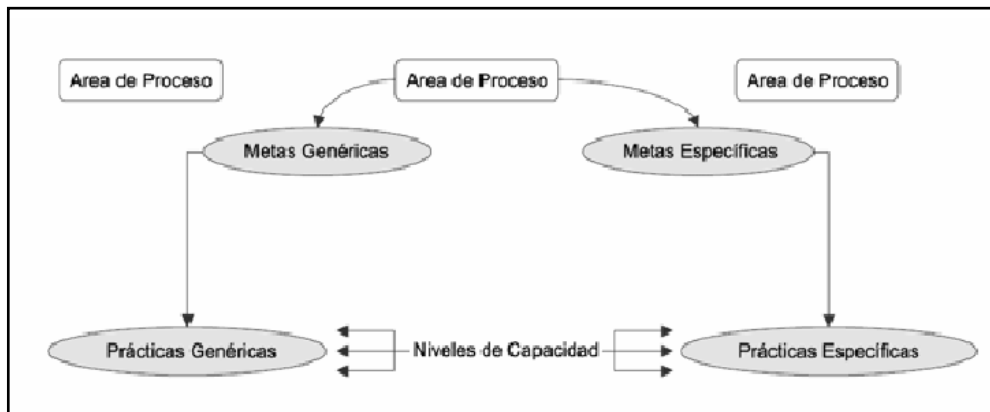 Area de Proceso
Area de Proceso
Area de Proceso
Metas Genéricas
Metas Específicas
Prácticas Genéricas
Niveles de Capacidad
Prácticas Específicas